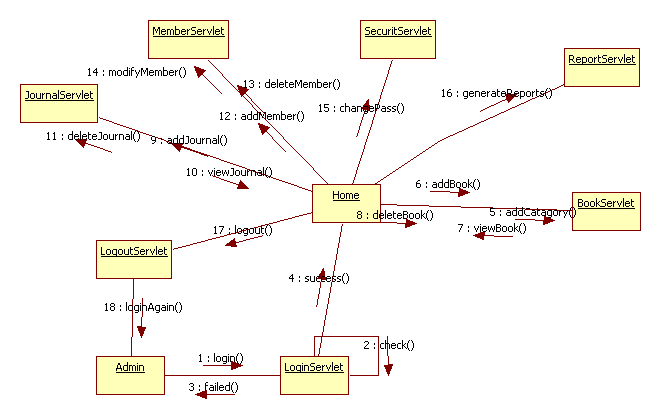 MemberServlet
SecuritServlet
ReportServlet
14 : modifyMember()
13 : deleteMember()
JournalServlet
16 : generateReports()
15 : changePass()
12 : addMember()
11 : deleteJournal()
9 : addJournal()
10 : viewJournal()
6 : addBook()
Home
BookServlet
8 : deleteBook()
5 : addCatagory()
7 : viewBook()
17 : logout()
LogoutServlet
4 : success()
18 : loginAgain()
2 : check()
1 : login()
Admin
LoginServlet
3 : failed()